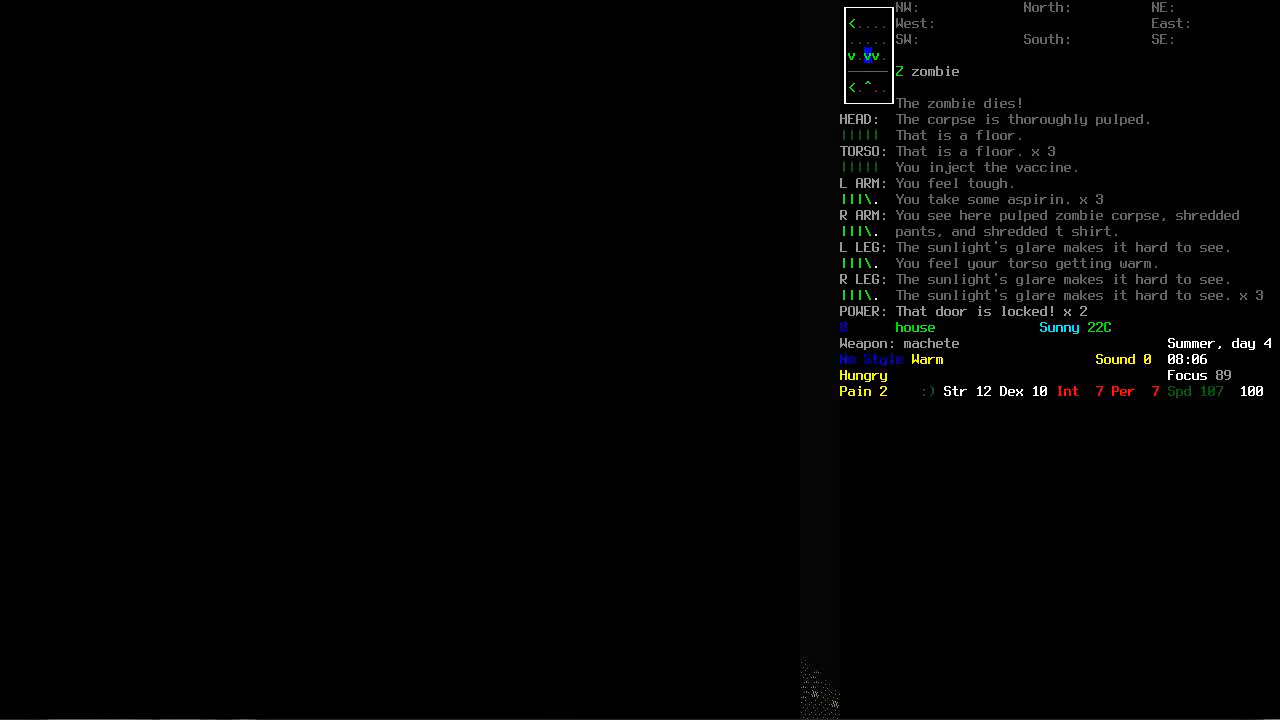 NW: North: NE:
West: East:
SW: South: SE:
Z zombie
The zombie dies!
HEAD: The corpse is thoroughly pulped.
||||| That is a floor.
TORSO: That is a floor. x 3
||||| You inject the vaccine.
L ARM: You feel tough.
|||\. You take some aspirin. x 3
R ARM: You see here pulped zombie corpse, shredded
|||\. pants, and shredded t shirt.
L LEG: The sunlight's glare makes it hard to see.
|||\. You feel your torso getting warm.
R LEG: The sunlight's glare makes it hard to see.
|||\. The sunlight's glare makes it hard to see. x 3
POWER: That door is locked! x 2
house Sunny 22C
Weapon: machete Summer, day 4
No Style Warm Sound 0 08:06
Hungry Focus 89
Pain 2 :) Str 12 Dex 10 Int 7 Per 7 Spd 107 100